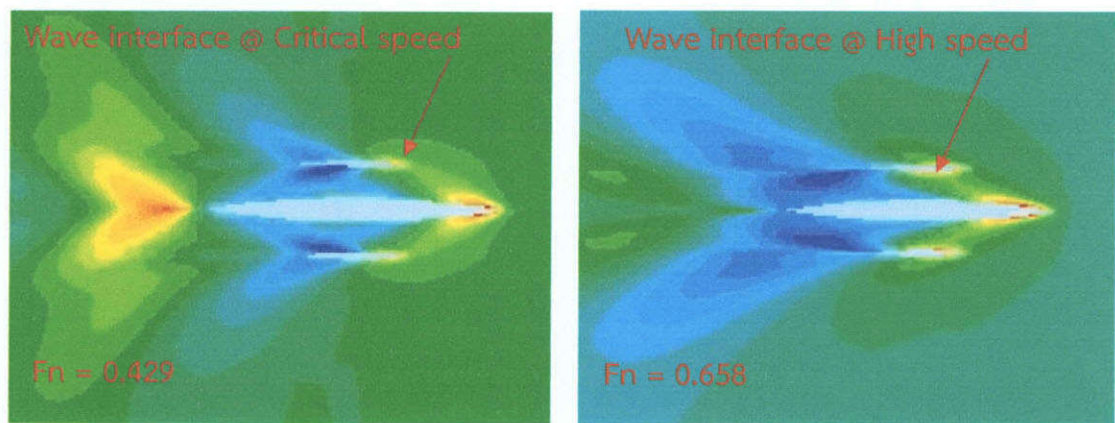 Wave interface @ Critical speed
Fn = 0.429
Wave interface @ High speed
Fn = 0.658